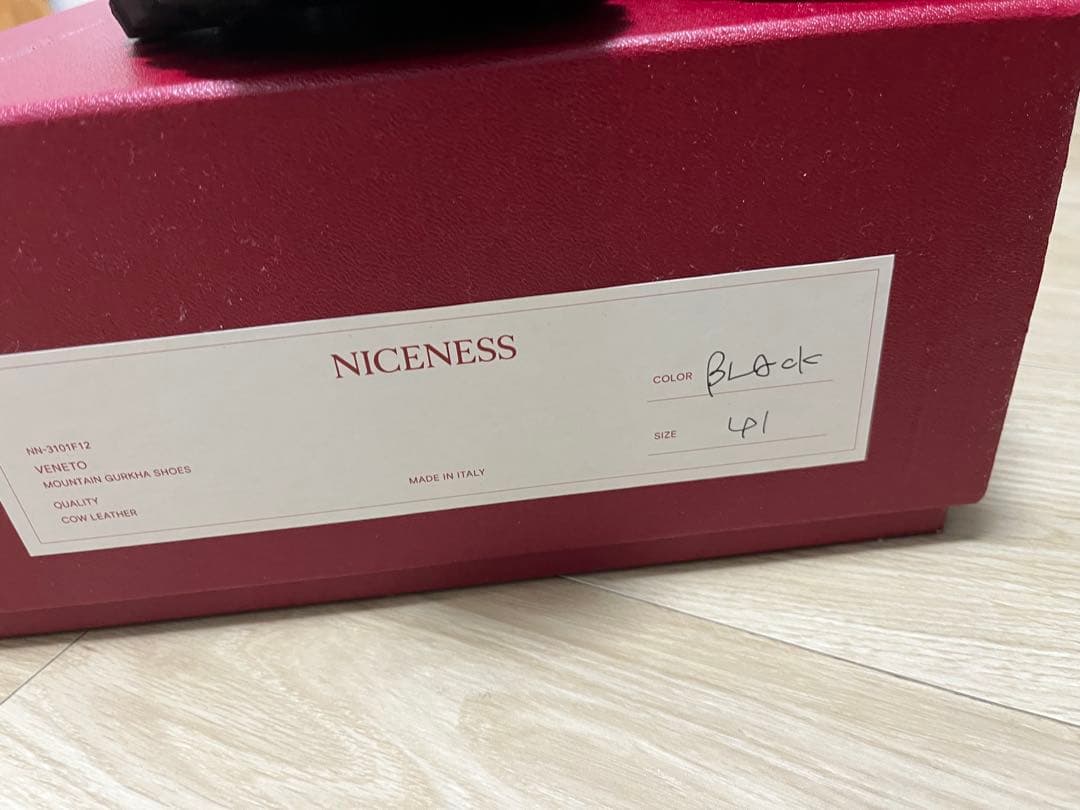 NICENESS
COLOR BLACK
SIZE 41
NN-3101F12
VENETO
MOUNTAIN GURKHA SHOES
QUALITY
COW LEATHER
MADE IN ITALY